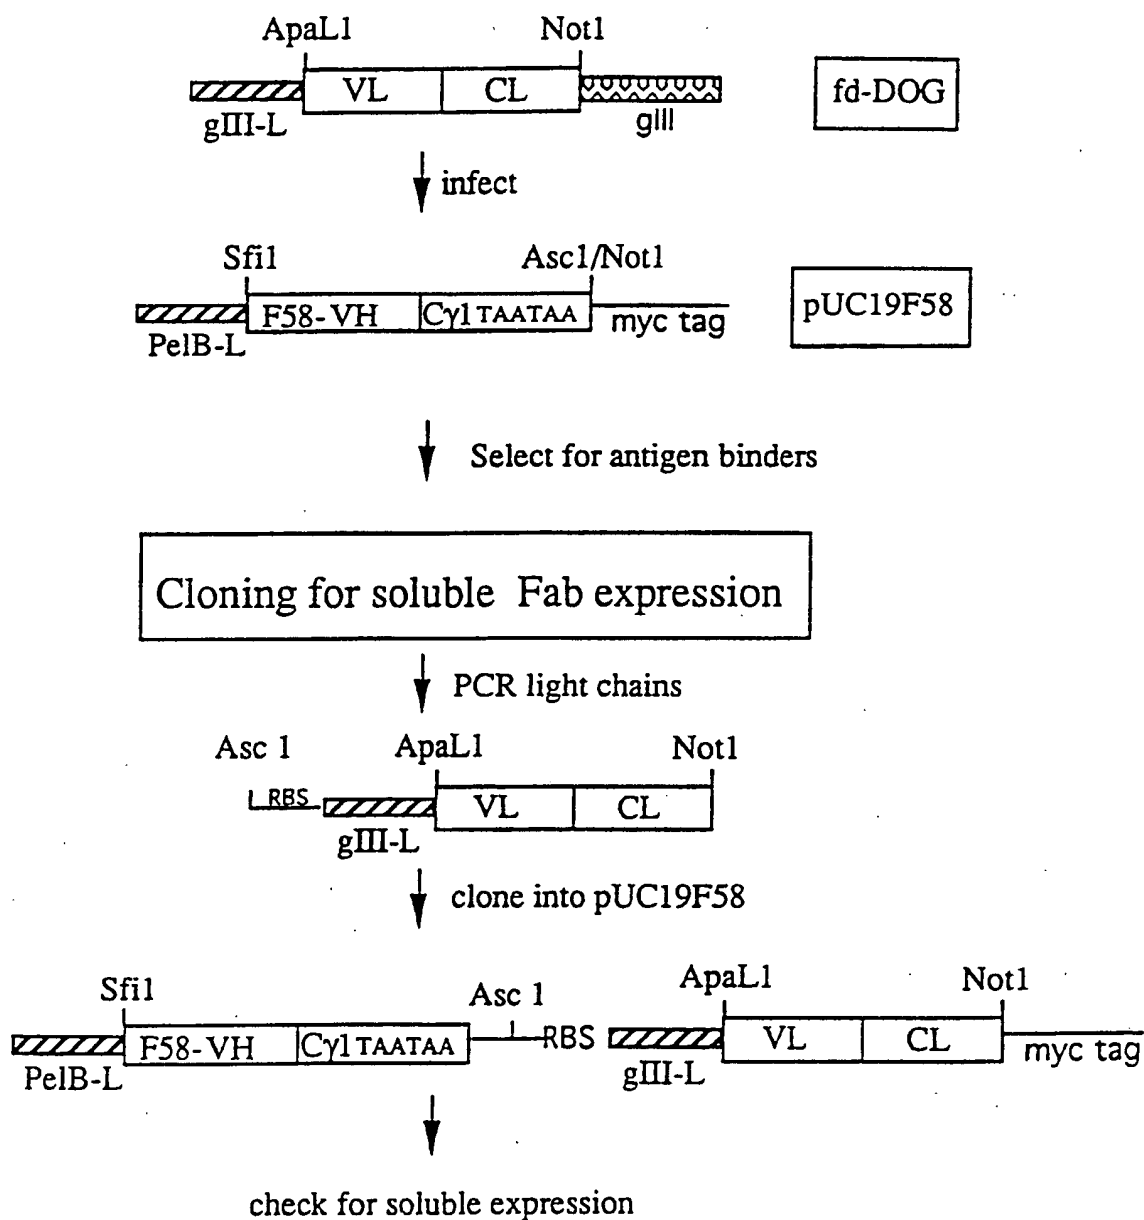 ApaL1 Not1
VL CL fd-DOG
gIII-L gIII
infect
Sfi1 Asc1/Not1
F58-VH Cγ1 TAATAA myc tag pUC19F58
PelB-L
Select for antigen binders
Cloning for soluble Fab expression
PCR light chains
Asc 1 ApaL1 Not1
RBS VL CL
gIII-L
clone into pUC19F58
Sfi1 Asc 1 ApaL1 Not1
F58-VH Cγ1 TAATAA RBS VL CL myc tag
PelB-L gIII-L
check for soluble expression